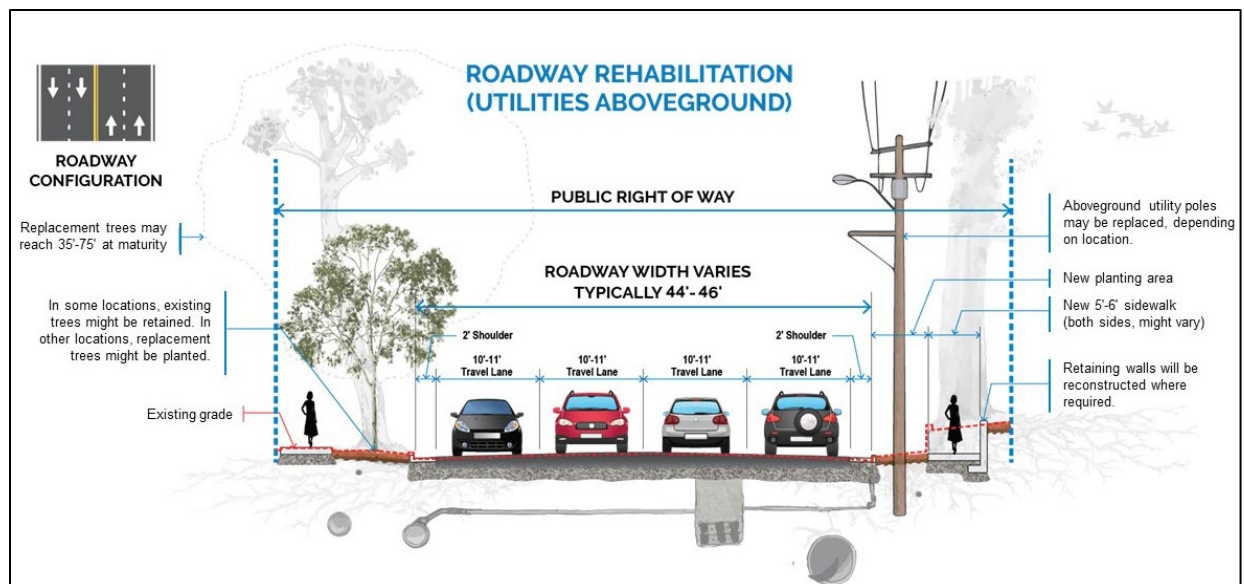 ROADWAY REHABILITATION
(UTILITIES ABOVEGROUND)
ROADWAY
CONFIGURATION
PUBLIC RIGHT OF WAY
Replacement trees may
reach 35'-75' at maturity
Aboveground utility poles
may be replaced, depending
on location.
ROADWAY WIDTH VARIES
TYPICALLY 44'- 46'
New planting area
In some locations, existing
trees might be retained. In
other locations, replacement
trees might be planted.
New 5'-6' sidewalk
(both sides, might vary)
2' Shoulder
2' Shoulder
10'-11'
Travel Lane
10'-11'
Travel Lane
10'-11'
Travel Lane
10'-11'
Travel Lane
Retaining walls will be
reconstructed where
required.
Existing grade